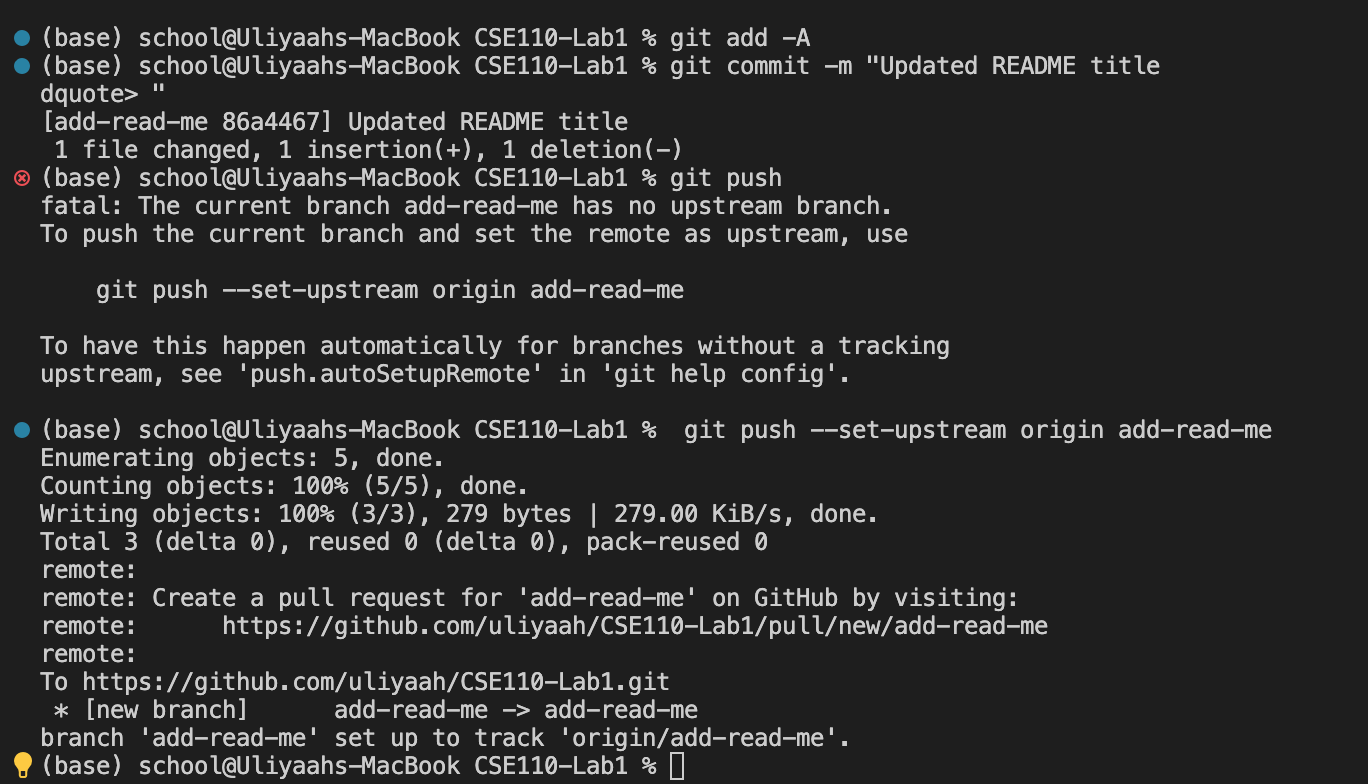 (base) school@Uliyaahs-MacBook CSE110-Lab1 % git add -A
(base) school@Uliyaahs-MacBook CSE110-Lab1 % git commit -m "Updated README title
dquote> "
[add-read-me 86a4467] Updated README title
 1 file changed, 1 insertion(+), 1 deletion(-)
(base) school@Uliyaahs-MacBook CSE110-Lab1 % git push
fatal: The current branch add-read-me has no upstream branch.
To push the current branch and set the remote as upstream, use

    git push --set-upstream origin add-read-me

To have this happen automatically for branches without a tracking
upstream, see 'push.autoSetupRemote' in 'git help config'.

(base) school@Uliyaahs-MacBook CSE110-Lab1 %  git push --set-upstream origin add-read-me
Enumerating objects: 5, done.
Counting objects: 100% (5/5), done.
Writing objects: 100% (3/3), 279 bytes | 279.00 KiB/s, done.
Total 3 (delta 0), reused 0 (delta 0), pack-reused 0
remote:
remote: Create a pull request for 'add-read-me' on GitHub by visiting:
remote:      https://github.com/uliyaah/CSE110-Lab1/pull/new/add-read-me
remote:
To https://github.com/uliyaah/CSE110-Lab1.git
 * [new branch]      add-read-me -> add-read-me
branch 'add-read-me' set up to track 'origin/add-read-me'.
(base) school@Uliyaahs-MacBook CSE110-Lab1 %